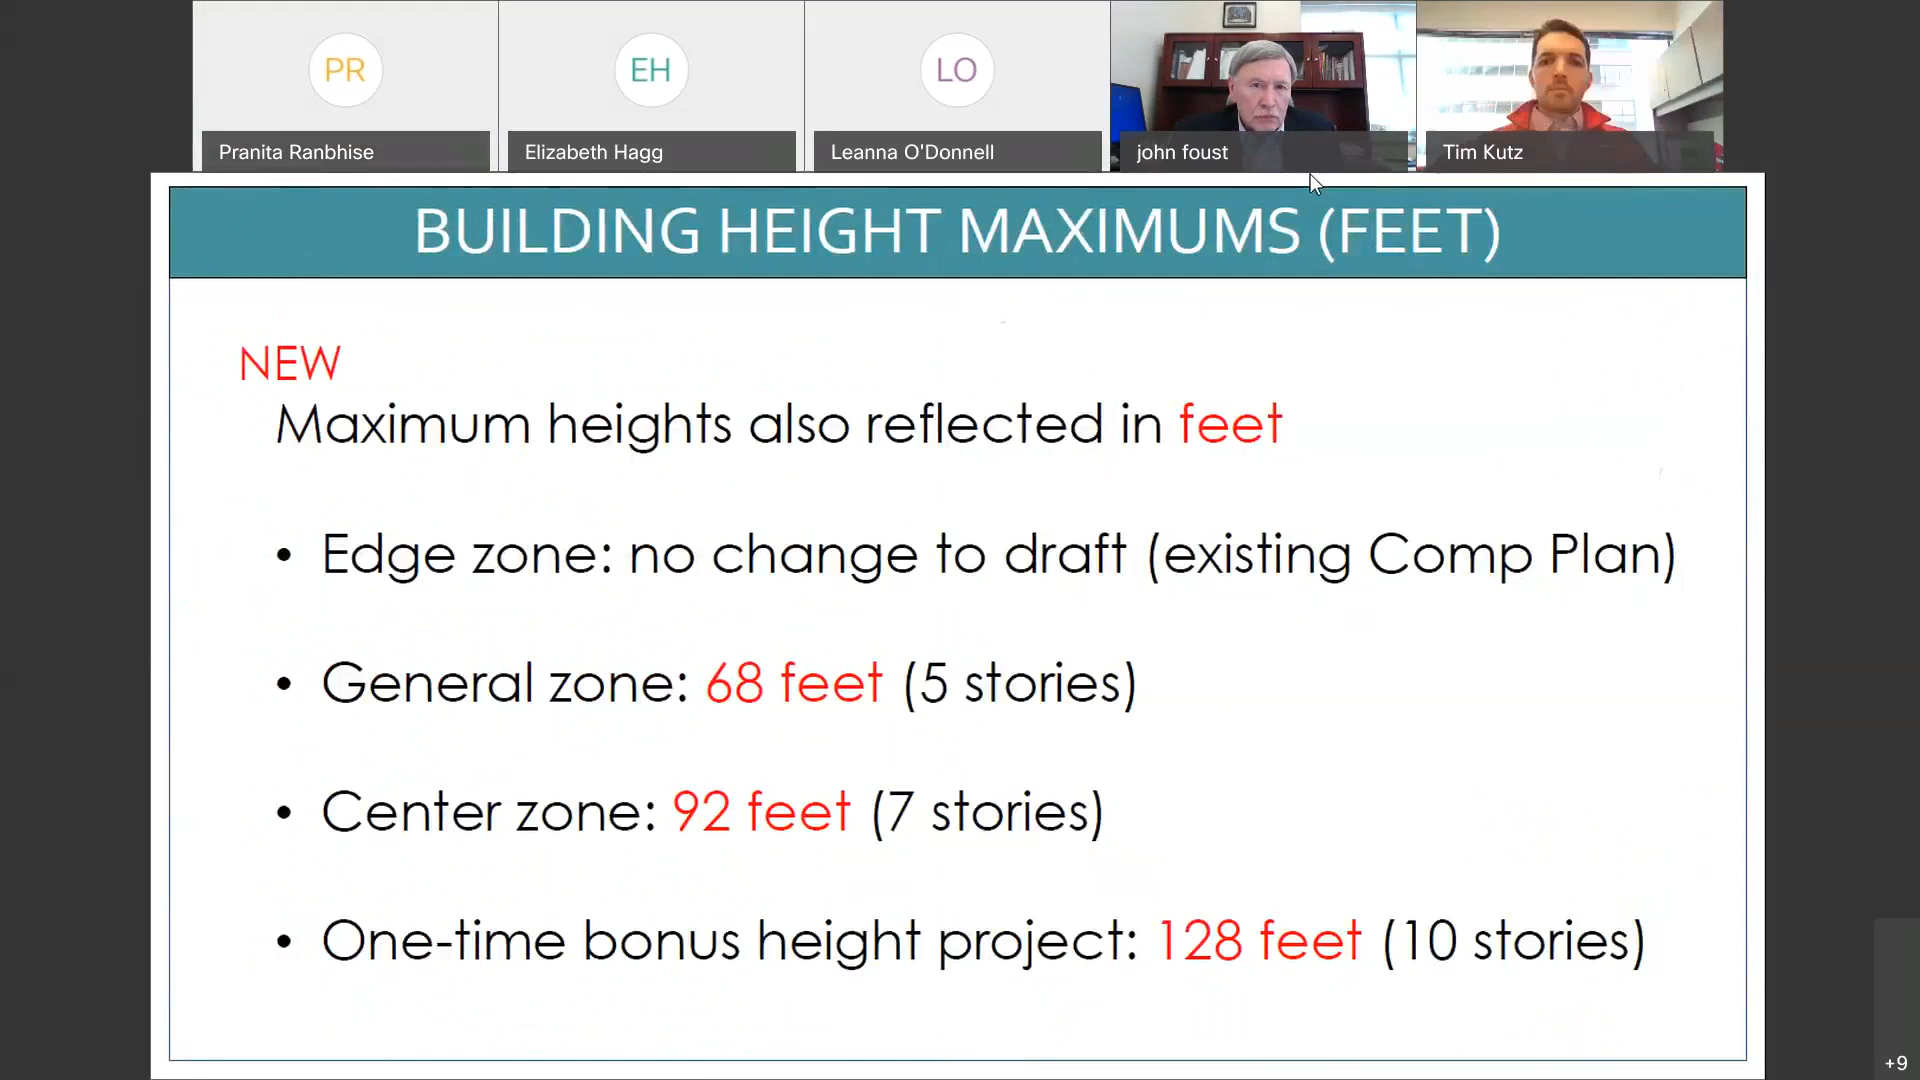 PR
EH
LO
Pranita Ranbhise
Elizabeth Hagg
Leanna O'Donnell
john foust
Tim Kutz
BUILDING HEIGHT MAXIMUMS (FEET)
NEW
Maximum heights also reflected in feet
• Edge zone: no change to draft (existing Comp Plan)
• General zone: 68 feet (5 stories)
• Center zone: 92 feet (7 stories)
• One-time bonus height project: 128 feet (10 stories)
+9